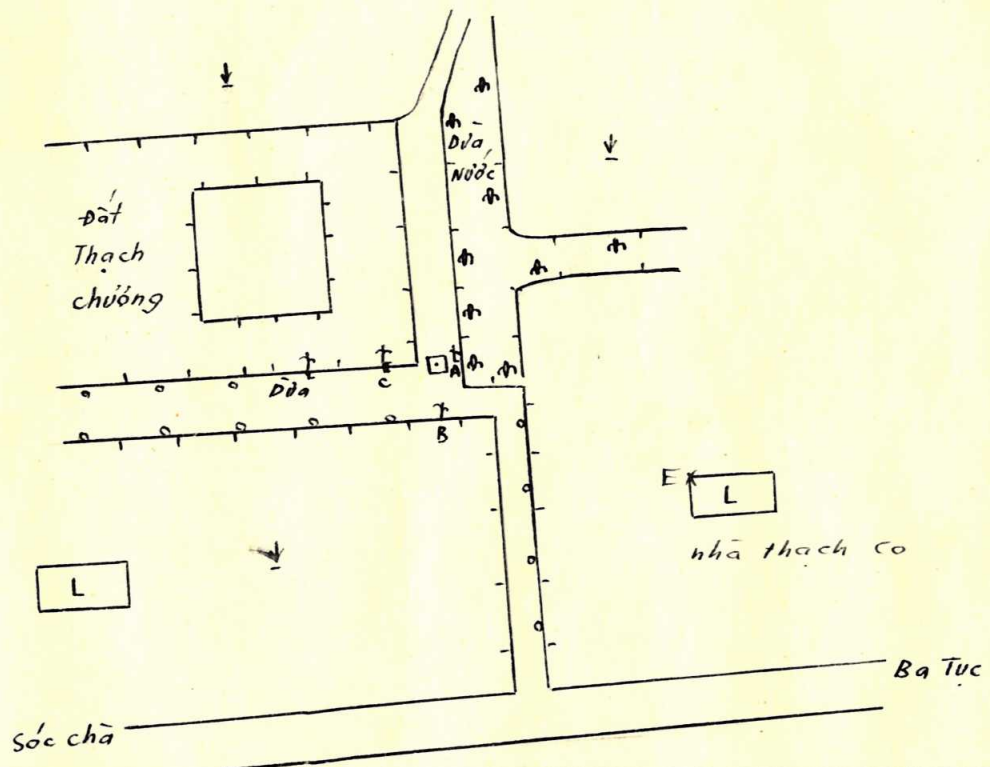 Dừa
Nước
Đất
Thạch
chưởng
A
Dừa
C
B
E
L
nhà thạch co
L
Ba Tục
Sóc chà